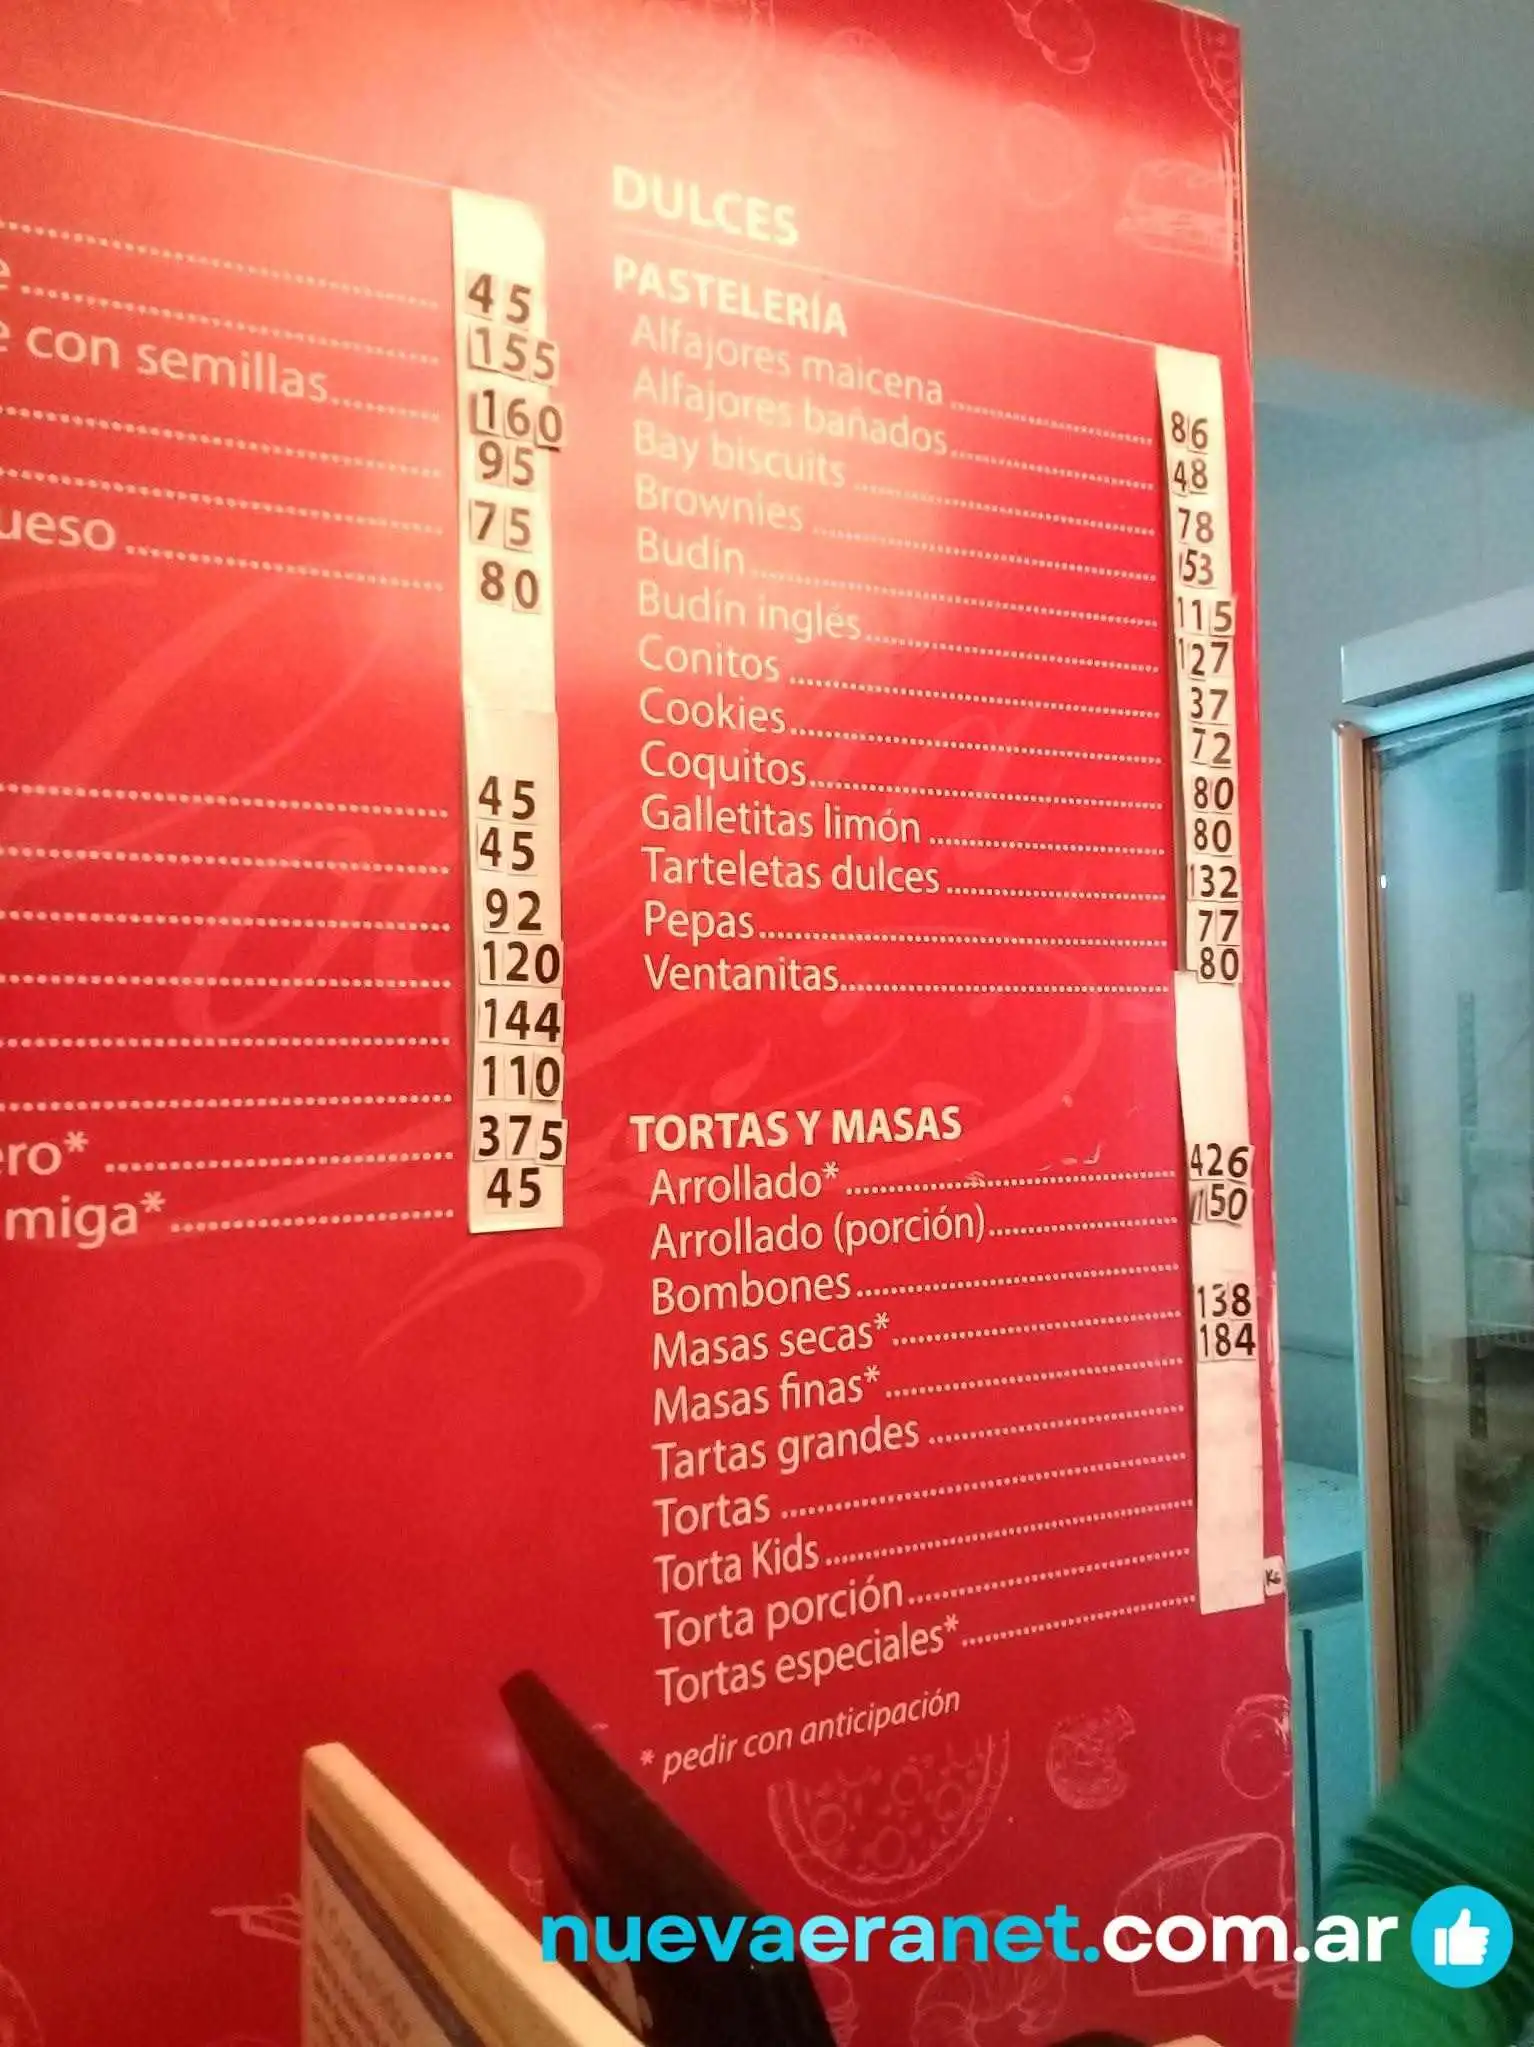 45
155
con semillas 160
95
75
ueso 80
45
45
92
120
144
110
ero* 375
miga* 45
DULCES
PASTELERÍA
Alfajores maicena 86
Alfajores bañados 48
Bay biscuits 78
Brownies 53
Budín 115
Budín inglés 127
Conitos 37
Cookies 72
Coquitos 80
Galletitas limón 80
Tarteletas dulces 132
Pepas 77
Ventanitas 80
TORTAS Y MASAS
Arrollado* 426
Arrollado (porción) 150
Bombones
Masas secas* 138
Masas finas* 184
Tartas grandes
Tortas
Torta Kids
Torta porción
Tortas especiales* KG
* pedir con anticipación
nuevaeranet.com.ar